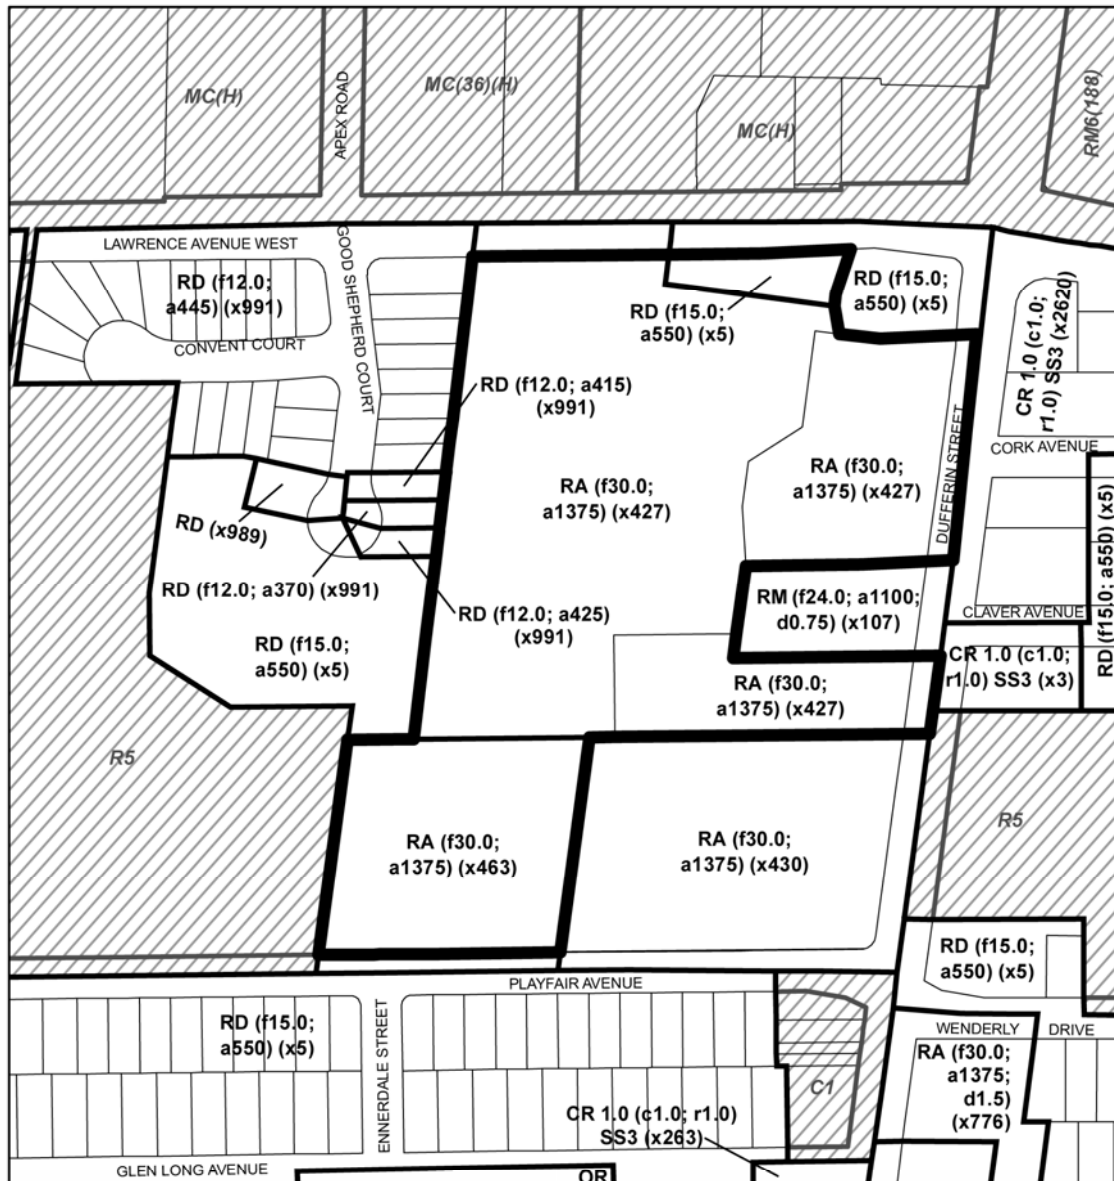 MC(H)
APEX ROAD
MC(36)(H)
MC(H)
RM6(188)
LAWRENCE AVENUE WEST
GOOD SHEPHERD COURT
RD (f12.0;
a445) (x991)
CONVENT COURT
RD (f15.0;
a550) (x5)
RD (f15.0;
a550) (x5)
CR 1.0 (c1.0;
r1.0) SS3 (x2620)
RD (f12.0; a415)
(x991)
DUFFERIN STREET
CORK AVENUE
RA (f30.0;
a1375) (x427)
RA (f30.0;
a1375) (x427)
RD (x989)
RD (f12.0; a370) (x991)
RD (f12.0; a425)
(x991)
RM (f24.0; a1100;
d0.75) (x107)
CLAVER AVENUE
RD (f15.0; a550) (x5)
RD (f15.0;
a550) (x5)
CR 1.0 (c1.0;
r1.0) SS3 (x3)
RA (f30.0;
a1375) (x427)
R5
RA (f30.0;
a1375) (x463)
RA (f30.0;
a1375) (x430)
R5
RD (f15.0;
a550) (x5)
PLAYFAIR AVENUE
RD (f15.0;
a550) (x5)
ENNERDALE STREET
WENDERLY DRIVE
RA (f30.0;
a1375;
d1.5)
(x776)
C1
CR 1.0 (c1.0; r1.0)
SS3 (x263)
GLEN LONG AVENUE
OR